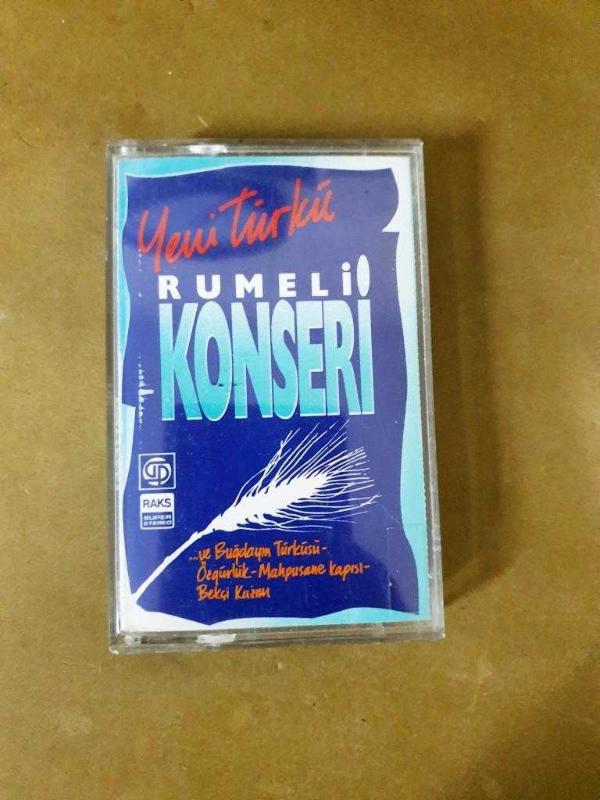 Yeni Türkü
RUMELİ
KONSERİ
RAKS
SUPER
STEREO
...ve Buğdayın Türküsü-
Özgürlük-Mahpusane Kapısı-
Bekçi Kazım